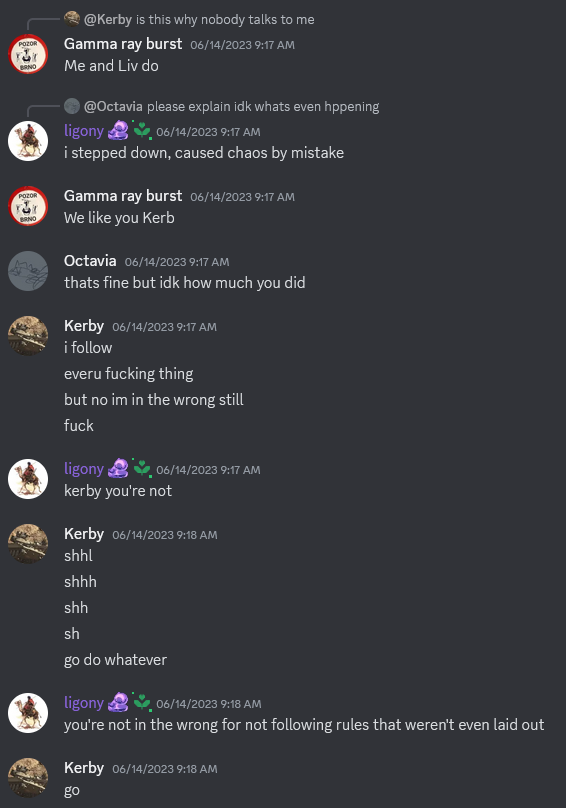 @Kerby is this why nobody talks to me
POZOR
BRNO
Gamma ray burst 06/14/2023 9:17 AM
Me and Liv do
@Octavia please explain idk whats even hppening
ligony 06/14/2023 9:17 AM
i stepped down, caused chaos by mistake
POZOR
BRNO
Gamma ray burst 06/14/2023 9:17 AM
We like you Kerb
Octavia 06/14/2023 9:17 AM
thats fine but idk how much you did
Kerby 06/14/2023 9:17 AM
i follow
everu fucking thing
but no im in the wrong still
fuck
ligony 06/14/2023 9:17 AM
kerby you're not
Kerby 06/14/2023 9:18 AM
shhl
shhh
shh
sh
go do whatever
ligony 06/14/2023 9:18 AM
you're not in the wrong for not following rules that weren't even laid out
Kerby 06/14/2023 9:18 AM
go